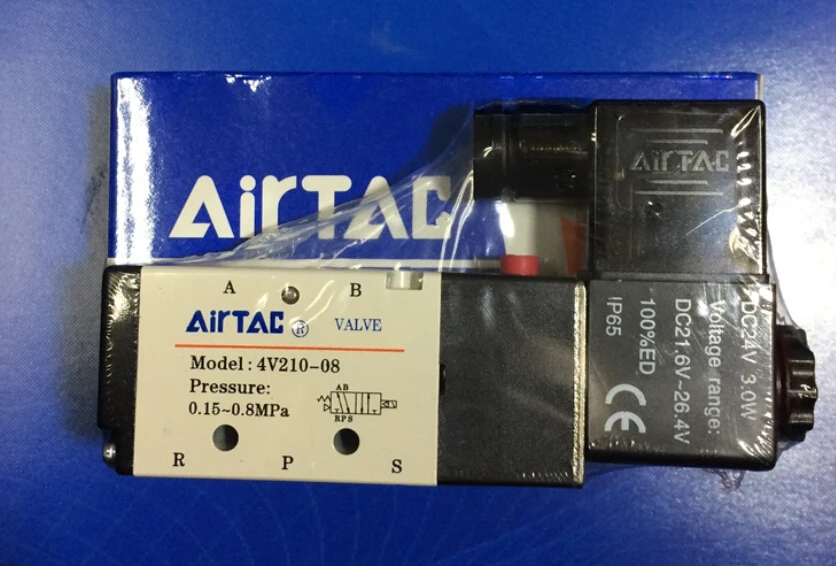 AirTAC
AirTAC
A B
AirTAC ® VALVE
Model: 4V210-08
Pressure:
0.15~0.8MPa
AB
RPS
R P S
DC24V 3.0W
Voltage range:
DC21.6V~26.4V
100%ED
IP65
CE